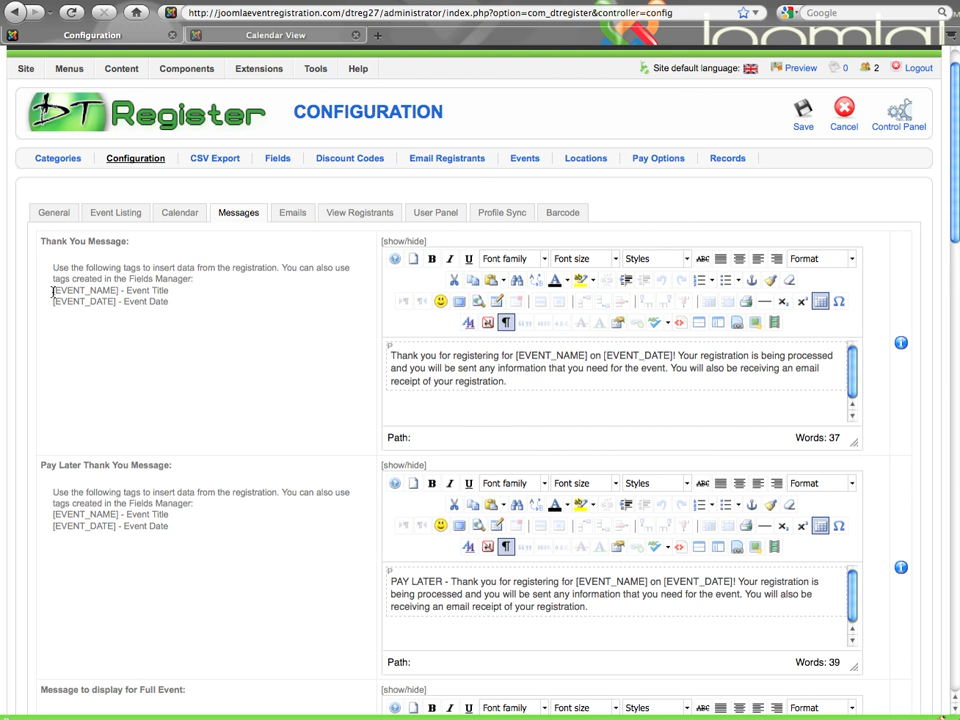 http://joomlaeventregistration.com/dtreg27/administrator/index.php?option=com_dtregister&controller=config
Google
Configuration
Calendar View
Joomla!
Site Menus Content Components Extensions Tools Help
Site default language: Preview 0 2 Logout
DT Register CONFIGURATION
Save Cancel Control Panel
Categories Configuration CSV Export Fields Discount Codes Email Registrants Events Locations Pay Options Records
General Event Listing Calendar Messages Emails View Registrants User Panel Profile Sync Barcode
Thank You Message:
Use the following tags to insert data from the registration. You can also use
tags created in the Fields Manager:
[EVENT_NAME] - Event Title
[EVENT_DATE] - Event Date
[show/hide]
B I U Font family Font size Styles ABC Format
Thank you for registering for [EVENT_NAME] on [EVENT_DATE]! Your registration is being processed
and you will be sent any information that you need for the event. You will also be receiving an email
receipt of your registration.
Path: Words: 37
Pay Later Thank You Message:
Use the following tags to insert data from the registration. You can also use
tags created in the Fields Manager:
[EVENT_NAME] - Event Title
[EVENT_DATE] - Event Date
[show/hide]
B I U Font family Font size Styles ABC Format
PAY LATER - Thank you for registering for [EVENT_NAME] on [EVENT_DATE]! Your registration is
being processed and you will be sent any information that you need for the event. You will also be
receiving an email receipt of your registration.
Path: Words: 39
Message to display for Full Event:
[show/hide]
B I U Font family Font size Styles ABC Format